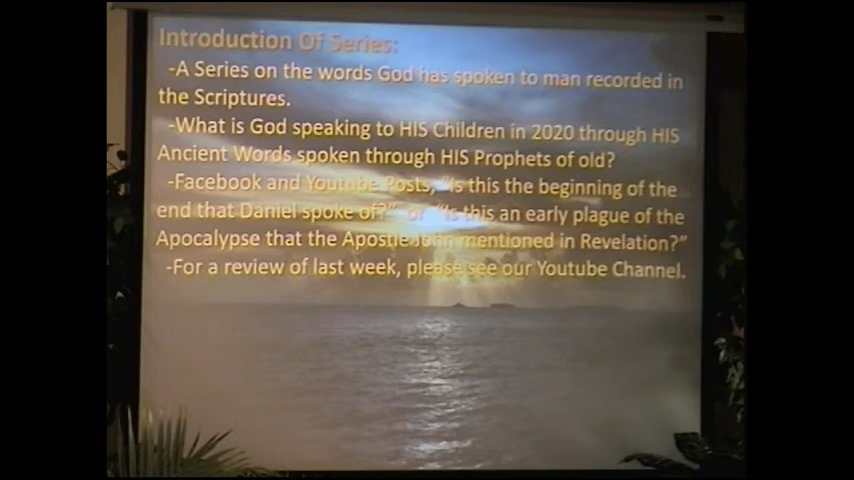 Introduction Of Series:
-A Series on the words God has spoken to man recorded in
the Scriptures.
-What is God speaking to HIS Children in 2020 through HIS
Ancient Words spoken through HIS Prophets of old?
-Facebook and Youtube Posts, "Is this the beginning of the
end that Daniel spoke of?" or "Is this an early plague of the
Apocalypse that the Apostle John mentioned in Revelation?"
-For a review of last week, please see our Youtube Channel.